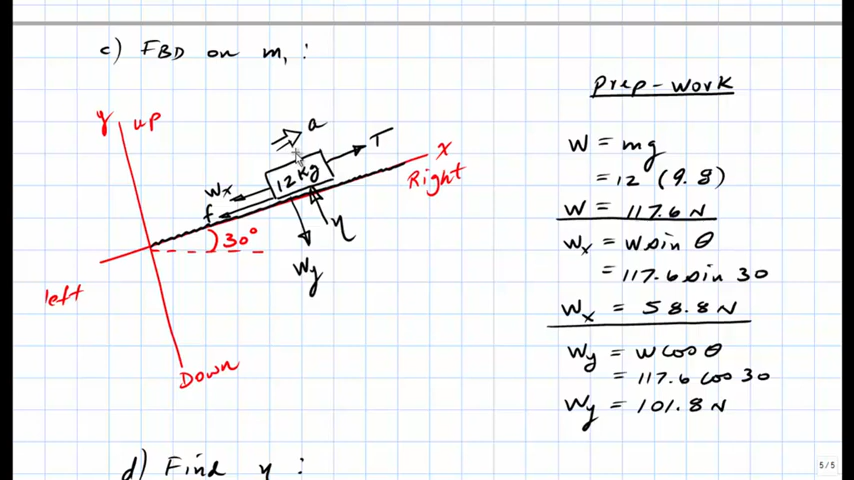 c) FBD on m₁ :
y up
a
T
x
Right
12 Kg
Wx
f
30°
η
Wy
left
Down
Prep-Work
W = mg
= 12 (9.8)
W = 117.6 N
Wx = W sin θ
= 117.6 sin 30
Wx = 58.8 N
Wy = W cos θ
= 117.6 cos 30
Wy = 101.8 N
d) Find η :
5 / 5